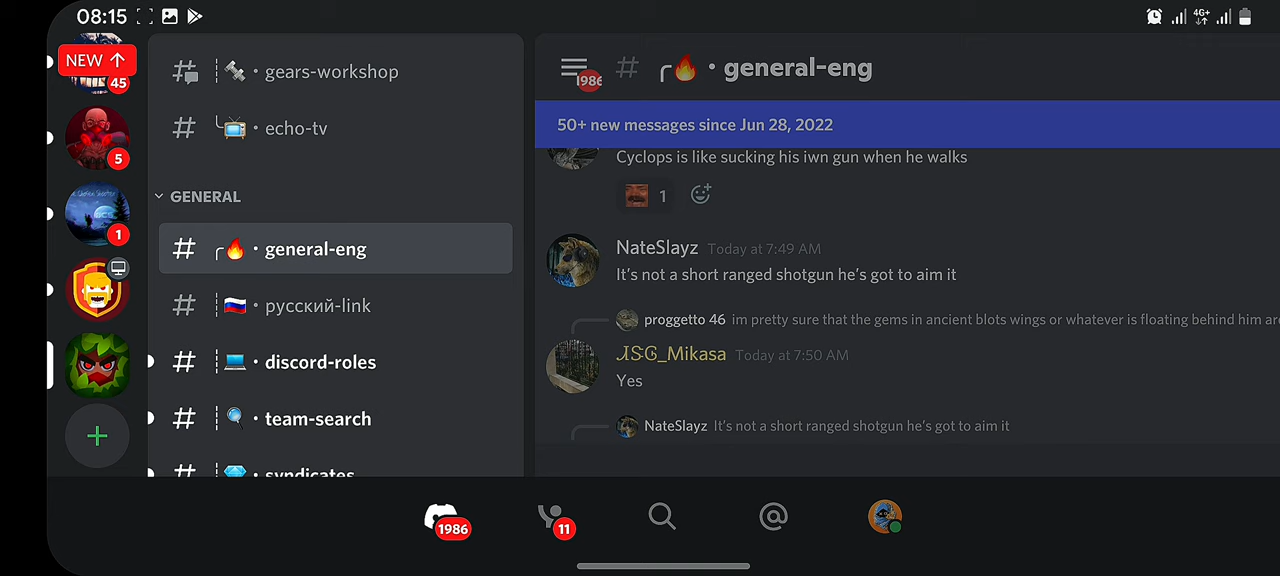 08:15
4G+
NEW ↑
45
5
1
gears-workshop
echo-tv
GENERAL
general-eng
русский-link
discord-roles
team-search
syndicates
1986
# general-eng
50+ new messages since Jun 28, 2022
Cyclops is like sucking his iwn gun when he walks
1
NateSlayz Today at 7:49 AM
It's not a short ranged shotgun he's got to aim it
proggetto 46 im pretty sure that the gems in ancient blots wings or whatever is floating behind him are
JSG_Mikasa Today at 7:50 AM
Yes
NateSlayz It's not a short ranged shotgun he's got to aim it
1986
11
@